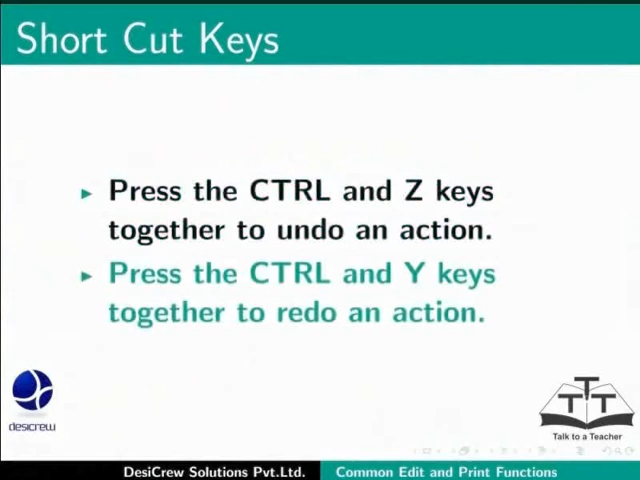 Short Cut Keys
Press the CTRL and Z keys
together to undo an action.
Press the CTRL and Y keys
together to redo an action.
desicrew
TTT
Talk to a Teacher
DesiCrew Solutions Pvt.Ltd.
Common Edit and Print Functions